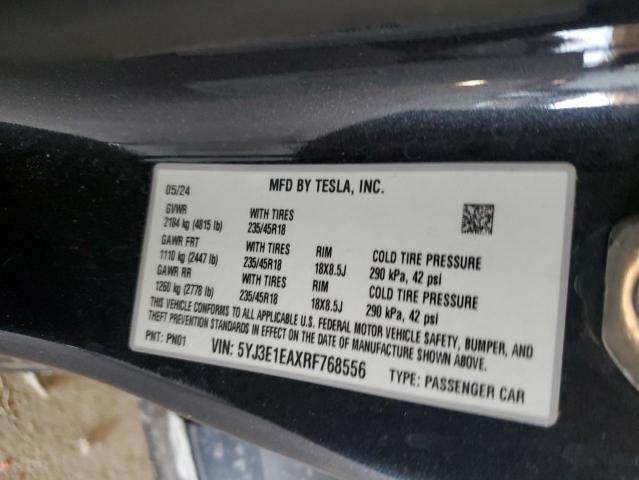 MFD BY TESLA, INC.
05/24
GVWR WITH TIRES
2184 kg (4815 lb) 235/45R18
GAWR FRT WITH TIRES RIM COLD TIRE PRESSURE
1110 kg (2447 lb) 235/45R18 18X8.5J 290 kPa, 42 psi
GAWR RR WITH TIRES RIM COLD TIRE PRESSURE
1260 kg (2778 lb) 235/45R18 18X8.5J 290 kPa, 42 psi
THIS VEHICLE CONFORMS TO ALL APPLICABLE U.S. FEDERAL MOTOR VEHICLE SAFETY, BUMPER, AND
THEFT PREVENTION STANDARDS IN EFFECT ON THE DATE OF MANUFACTURE SHOWN ABOVE.
PNT: PN01 VIN: 5YJ3E1EAXRF768556 TYPE: PASSENGER CAR